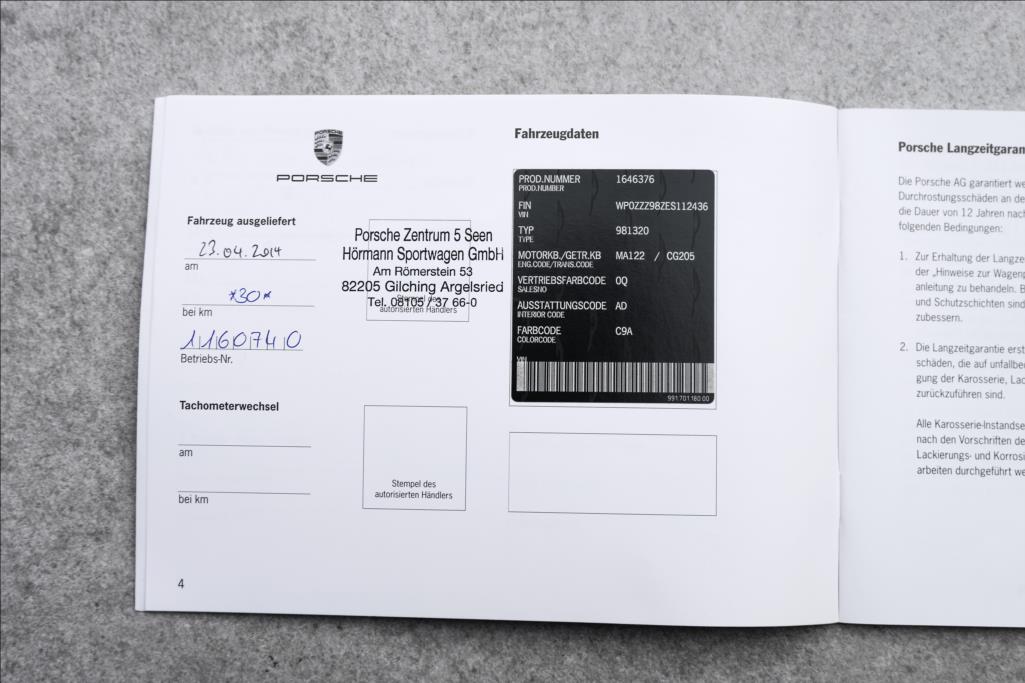 PORSCHE
Fahrzeug ausgeliefert
23.04.2014
am
*30*
bei km
1160740
Betriebs-Nr.
Porsche Zentrum 5 Seen
Hörmann Sportwagen GmbH
Am Römerstein 53
82205 Gilching Argelsried
Tel. 08105 / 37 66-0
Stempel des
autorisierten Händlers
Tachometerwechsel
am
bei km
Stempel des
autorisierten Händlers
4
Fahrzeugdaten
PROD.NUMMER 1646376
PROD.NUMBER
FIN WP0ZZZ98ZES112436
VIN
TYP 981320
TYPE
MOTORKB./GETR.KB MA122 / CG205
ENG.CODE/TRANS.CODE
VERTRIEBSFARBCODE 0Q
SALESNO
AUSSTATTUNGSCODE AD
INTERIOR CODE
FARBCODE C9A
COLORCODE
VIN
991.701.180.00
Porsche Langzeitgaran
Die Porsche AG garantiert we
Durchrostungsschäden an de
die Dauer von 12 Jahren nach
folgenden Bedingungen:
1. Zur Erhaltung der Langze
der „Hinweise zur Wagenp
anleitung zu behandeln. B
und Schutzschichten sind
zubessern.
2. Die Langzeitgarantie erst
schäden, die auf unfallbe
gung der Karosserie, Lac
zurückzuführen sind.
Alle Karosserie-Instandse
nach den Vorschriften de
Lackierungs- und Korrosi
arbeiten durchgeführt we